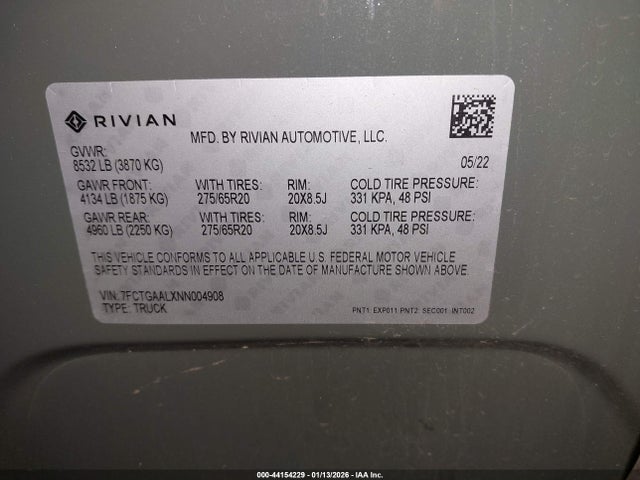 RIVIAN
MFD. BY RIVIAN AUTOMOTIVE, LLC.
GVWR:
8532 LB (3870 KG) 05/22
GAWR FRONT: WITH TIRES: RIM: COLD TIRE PRESSURE:
4134 LB (1875 KG) 275/65R20 20X8.5J 331 KPA, 48 PSI
GAWR REAR: WITH TIRES: RIM: COLD TIRE PRESSURE:
4960 LB (2250 KG) 275/65R20 20X8.5J 331 KPA, 48 PSI
THIS VEHICLE CONFORMS TO ALL APPLICABLE U.S. FEDERAL MOTOR VEHICLE
SAFETY STANDARDS IN EFFECT ON THE DATE OF MANUFACTURE SHOWN ABOVE.
VIN: 7FCTGAALXNN004908
TYPE: TRUCK
PNT1: EXP011 PNT2: SEC001 INT002
000-44154229 - 01/13/2026 - IAA Inc.